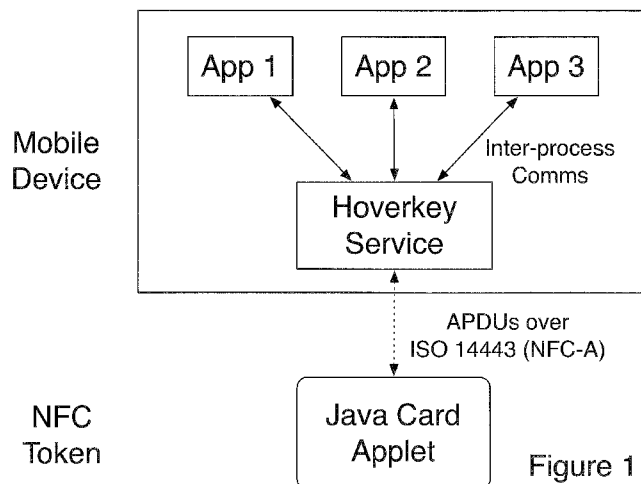 App 1
App 2
App 3
Mobile
Device
Inter-process
Comms
Hoverkey
Service
APDUs over
ISO 14443 (NFC-A)
NFC
Token
Java Card
Applet
Figure 1